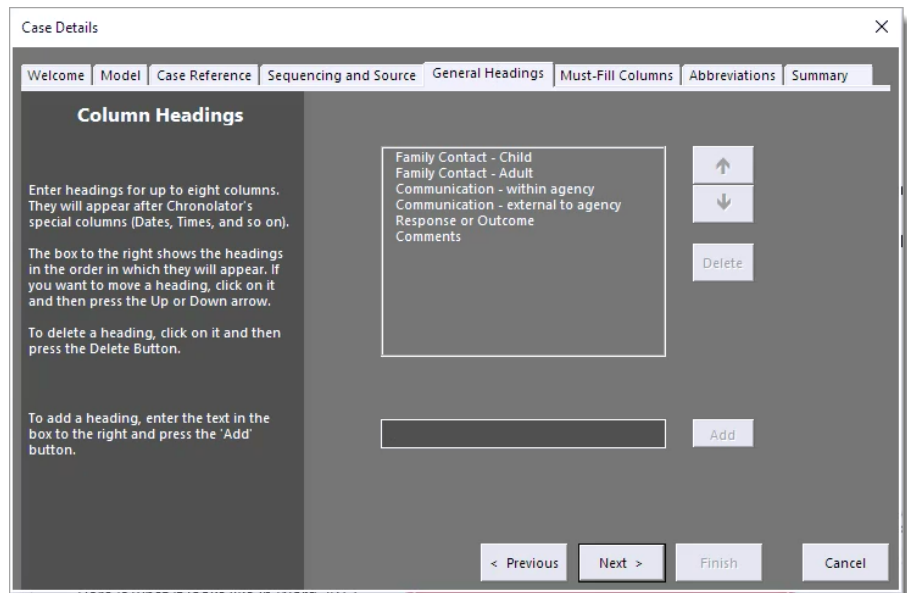 Case Details
Welcome Model Case Reference Sequencing and Source General Headings Must-Fill Columns Abbreviations Summary
Column Headings
Enter headings for up to eight columns.
They will appear after Chronolator's
special columns (Dates, Times, and so on).
The box to the right shows the headings
in the order in which they will appear. If
you want to move a heading, click on it
and then press the Up or Down arrow.
To delete a heading, click on it and then
press the Delete Button.
To add a heading, enter the text in the
box to the right and press the 'Add'
button.
Family Contact - Child
Family Contact - Adult
Communication - within agency
Communication - external to agency
Response or Outcome
Comments
Delete
Add
< Previous Next > Finish Cancel